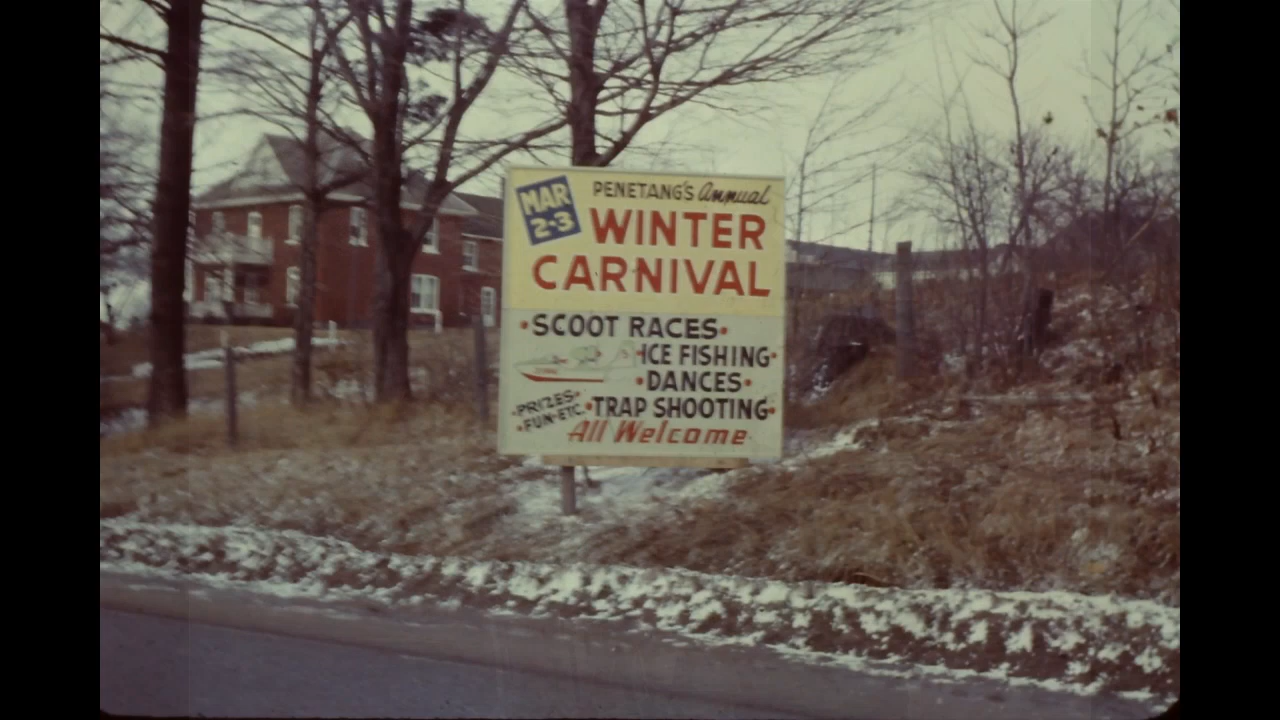 MAR
2-3
PENETANG'S Annual
WINTER
CARNIVAL
•SCOOT RACES•
ICE FISHING•
•DANCES•
•PRIZES•
•FUN-ETC.
•TRAP SHOOTING•
All Welcome